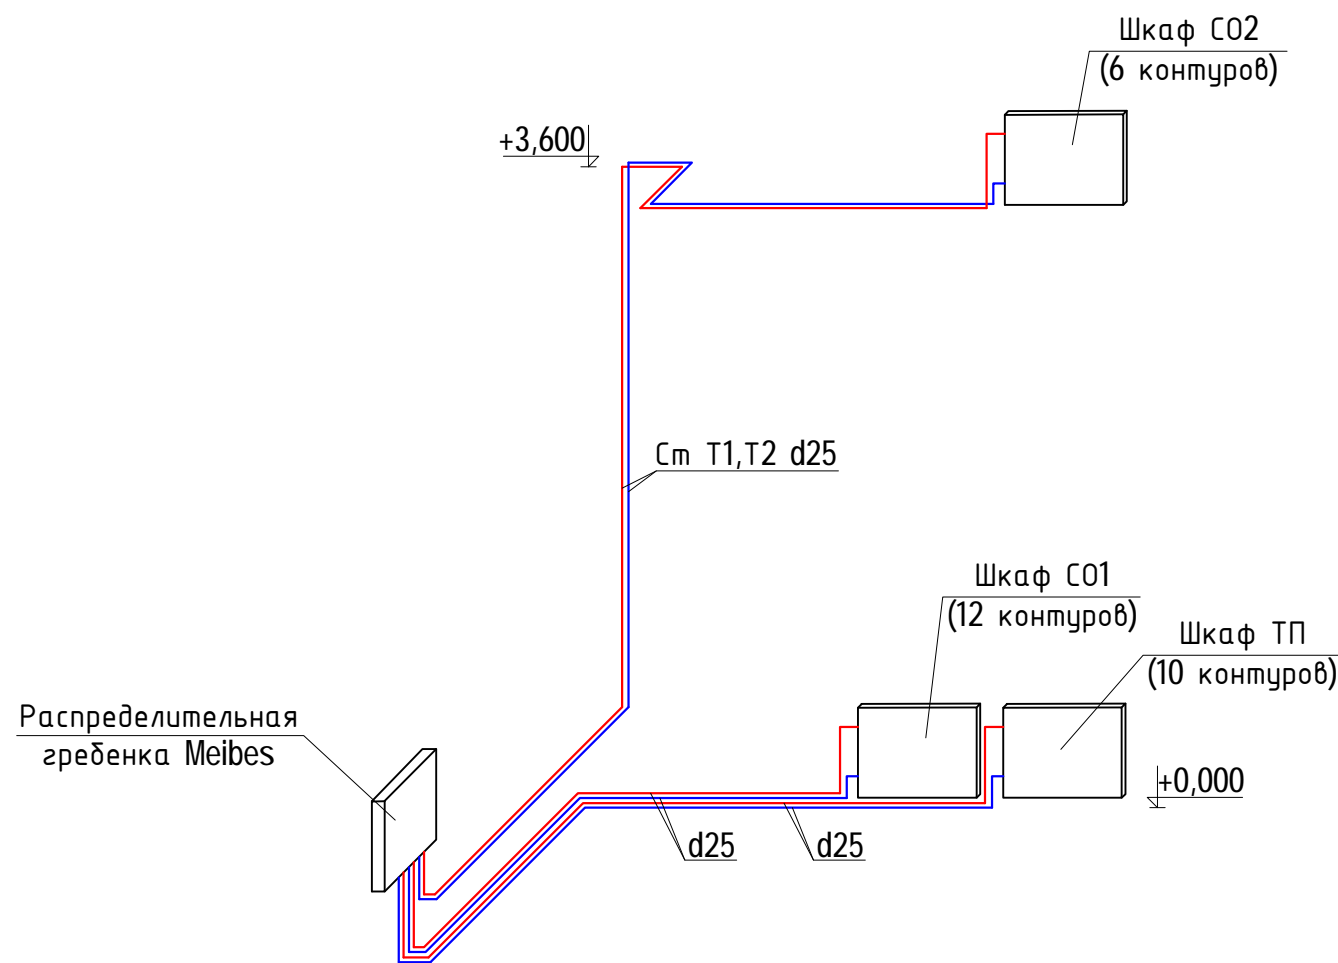 Шкаф СО2
(6 контуров)
+3,600
Ст Т1,Т2 d25
Шкаф СО1
(12 контуров)
Шкаф ТП
(10 контуров)
Распределительная
гребенка Meibes
+0,000
d25
d25